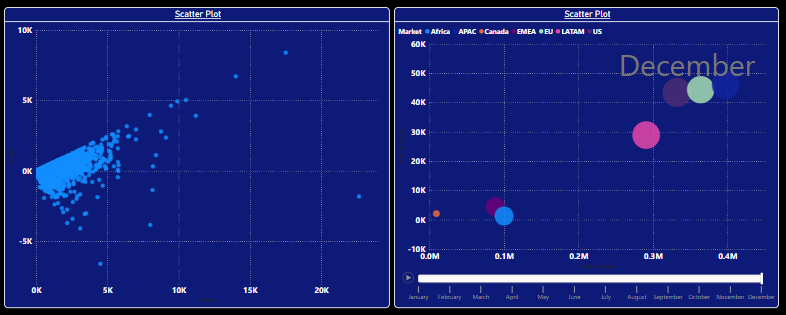 Scatter Plot
10K
5K
0K
-5K
0K 5K 10K 15K 20K
Scatter Plot
Market Africa APAC Canada EMEA EU LATAM US
December
60K
50K
40K
30K
20K
10K
0K
-10K
0.0M 0.1M 0.2M 0.3M 0.4M
January February March April May June July August September October November December